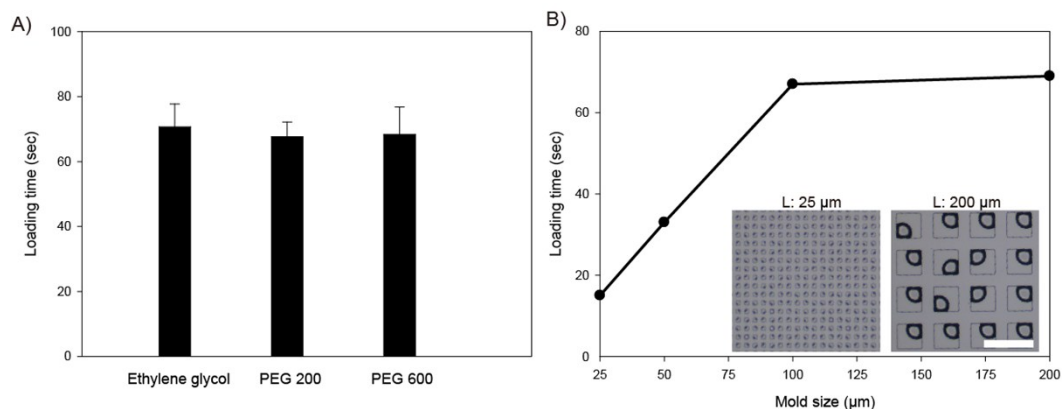 A)
100
80
60
40
20
0
Loading time (sec)
Ethylene glycol PEG 200 PEG 600
B)
80
60
40
20
0
Loading time (sec)
L: 25 µm L: 200 µm
25 50 75 100 125 150 175 200
Mold size (µm)